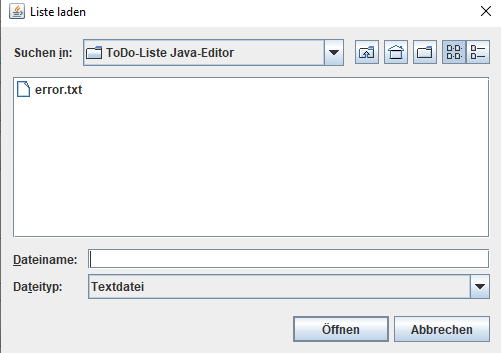 Liste laden
Suchen in: ToDo-Liste Java-Editor
error.txt
Dateiname:
Dateityp: Textdatei
Öffnen Abbrechen